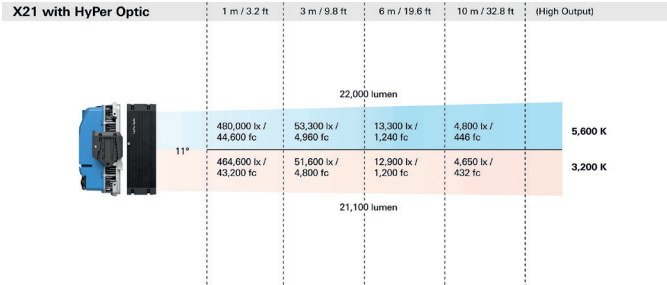 X21 with HyPer Optic
1 m / 3.2 ft
3 m / 9.8 ft
6 m / 19.6 ft
10 m / 32.8 ft
(High Output)
22,000 lumen
480,000 lx /
44,600 fc
53,300 lx /
4,960 fc
13,300 lx /
1,240 fc
4,800 lx /
446 fc
5,600 K
11°
464,600 lx /
43,200 fc
51,600 lx /
4,800 fc
12,900 lx /
1,200 fc
4,650 lx /
432 fc
3,200 K
21,100 lumen